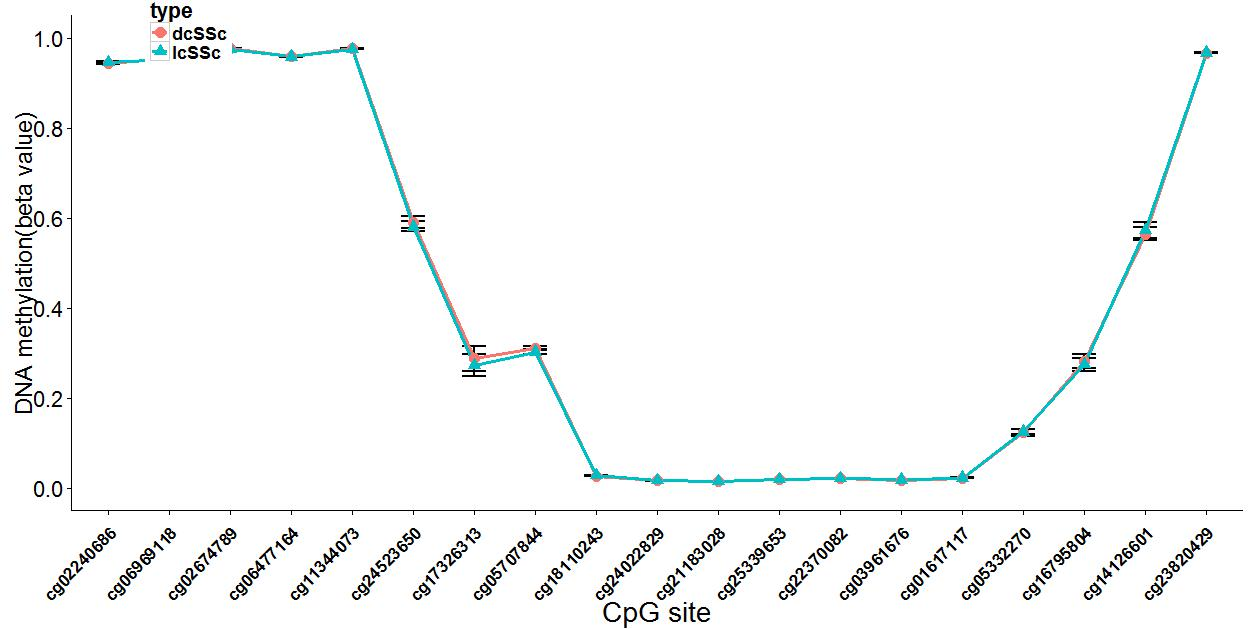 type
dcSSc
lcSSc
DNA methylation(beta value)
1.0
0.8
0.6
0.4
0.2
0.0
cg02240686
cg06969118
cg02674789
cg06477164
cg11344073
cg24523650
cg17326313
cg05707844
cg18110243
cg24022829
cg21183028
cg25539653
cg22370082
cg03961676
cg01617117
cg05332270
cg16795804
cg14126601
cg23820429
CpG site